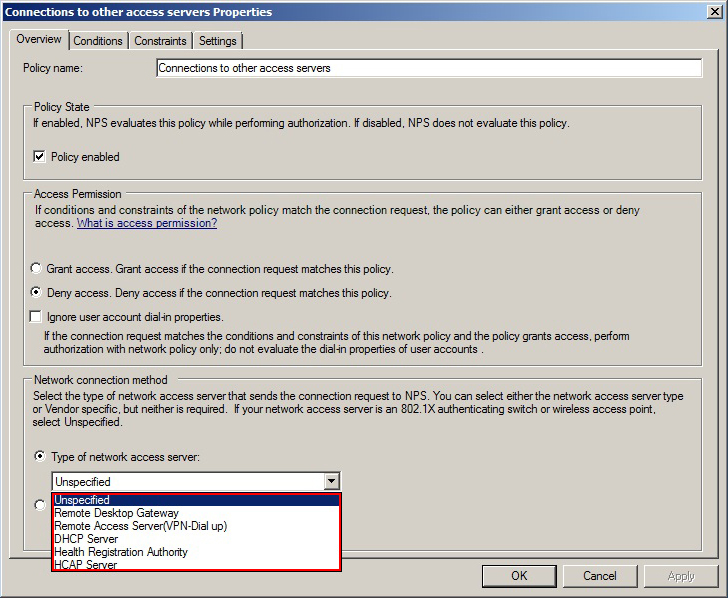 Connections to other access servers Properties
Overview Conditions Constraints Settings
Policy name: Connections to other access servers
Policy State
If enabled, NPS evaluates this policy while performing authorization. If disabled, NPS does not evaluate this policy.
Policy enabled
Access Permission
If conditions and constraints of the network policy match the connection request, the policy can either grant access or deny
access. What is access permission?
Grant access. Grant access if the connection request matches this policy.
Deny access. Deny access if the connection request matches this policy.
Ignore user account dial-in properties.
If the connection request matches the conditions and constraints of this network policy and the policy grants access, perform
authorization with network policy only; do not evaluate the dial-in properties of user accounts .
Network connection method
Select the type of network access server that sends the connection request to NPS. You can select either the network access server type
or Vendor specific, but neither is required. If your network access server is an 802.1X authenticating switch or wireless access point,
select Unspecified.
Type of network access server:
Unspecified
Unspecified
Remote Desktop Gateway
Remote Access Server(VPN-Dial up)
DHCP Server
Health Registration Authority
HCAP Server
OK Cancel Apply